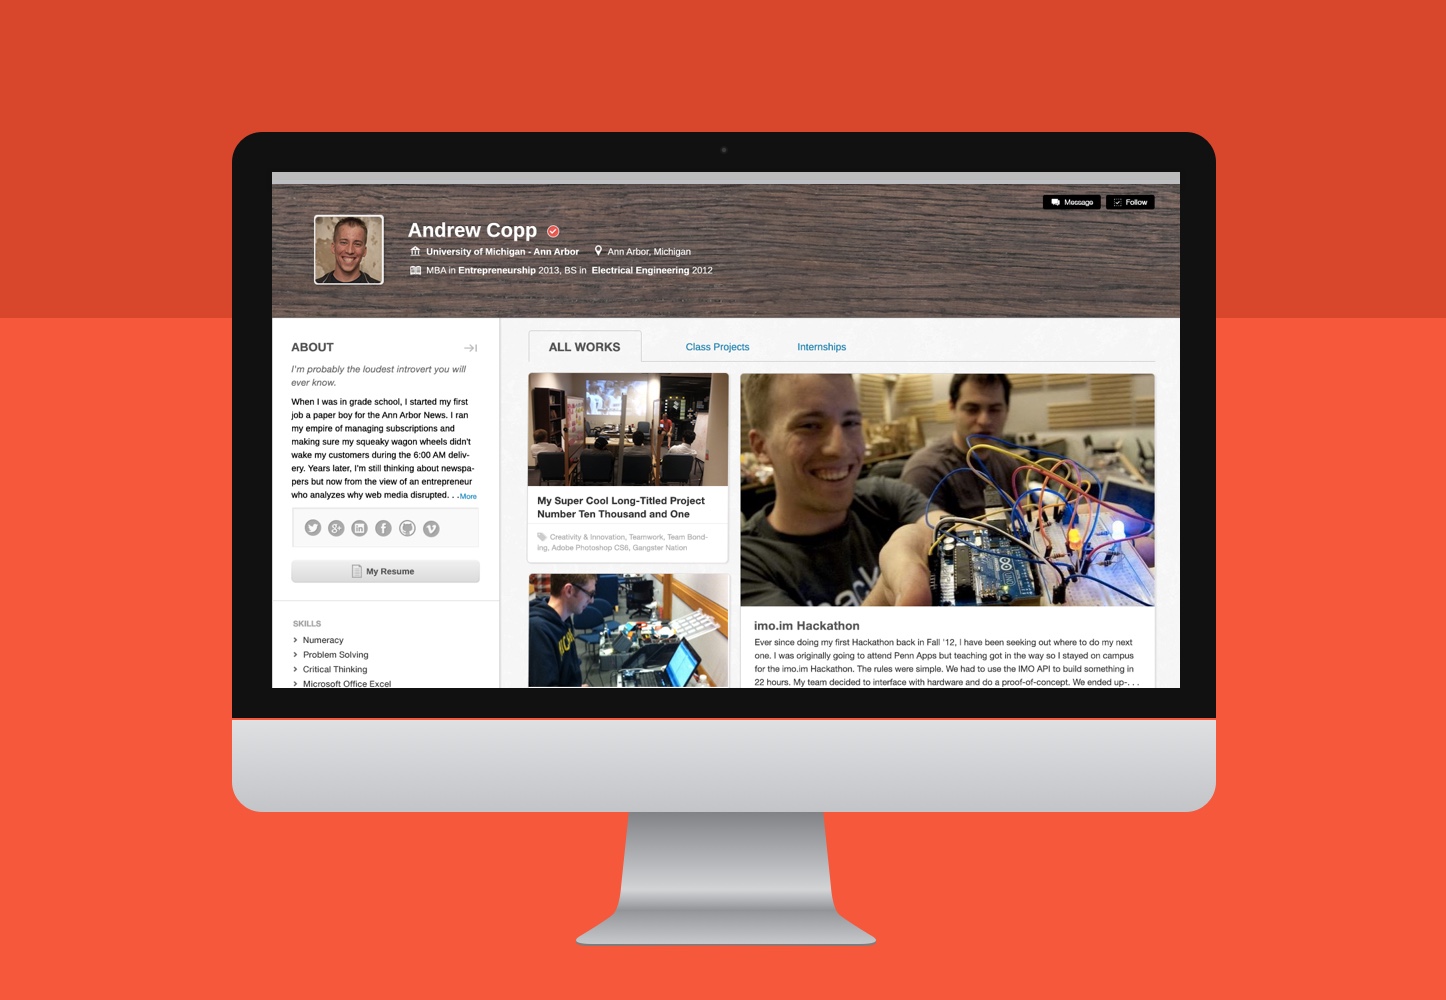 Message
Follow
Andrew Copp
University of Michigan - Ann Arbor
Ann Arbor, Michigan
MBA in Entrepreneurship 2013, BS in Electrical Engineering 2012
ABOUT
I'm probably the loudest introvert you will
ever know.
When I was in grade school, I started my first
job a paper boy for the Ann Arbor News. I ran
my empire of managing subscriptions and
making sure my squeaky wagon wheels didn't
wake my customers during the 6:00 AM deliv-
ery. Years later, I'm still thinking about newspa-
pers but now from the view of an entrepreneur
who analyzes why web media disrupted. . . More
My Resume
SKILLS
Numeracy
Problem Solving
Critical Thinking
Microsoft Office Excel
ALL WORKS
Class Projects
Internships
My Super Cool Long-Titled Project
Number Ten Thousand and One
Creativity & Innovation, Teamwork, Team Bond-
ing, Adobe Photoshop CS6, Gangster Nation
imo.im Hackathon
Ever since doing my first Hackathon back in Fall '12, I have been seeking out where to do my next
one. I was originally going to attend Penn Apps but teaching got in the way so I stayed on campus
for the imo.im Hackathon. The rules were simple. We had to use the IMO API to build something in
22 hours. My team decided to interface with hardware and do a proof-of-concept. We ended up-. . .